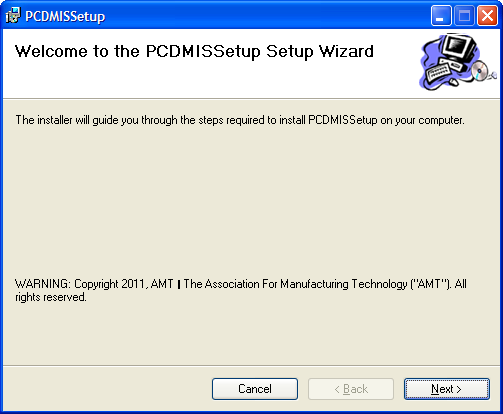 PCDMISSetup
Welcome to the PCDMISSetup Setup Wizard
The installer will guide you through the steps required to install PCDMISSetup on your computer.
WARNING: Copyright 2011, AMT | The Association For Manufacturing Technology ("AMT"). All
rights reserved.
Cancel
< Back
Next >